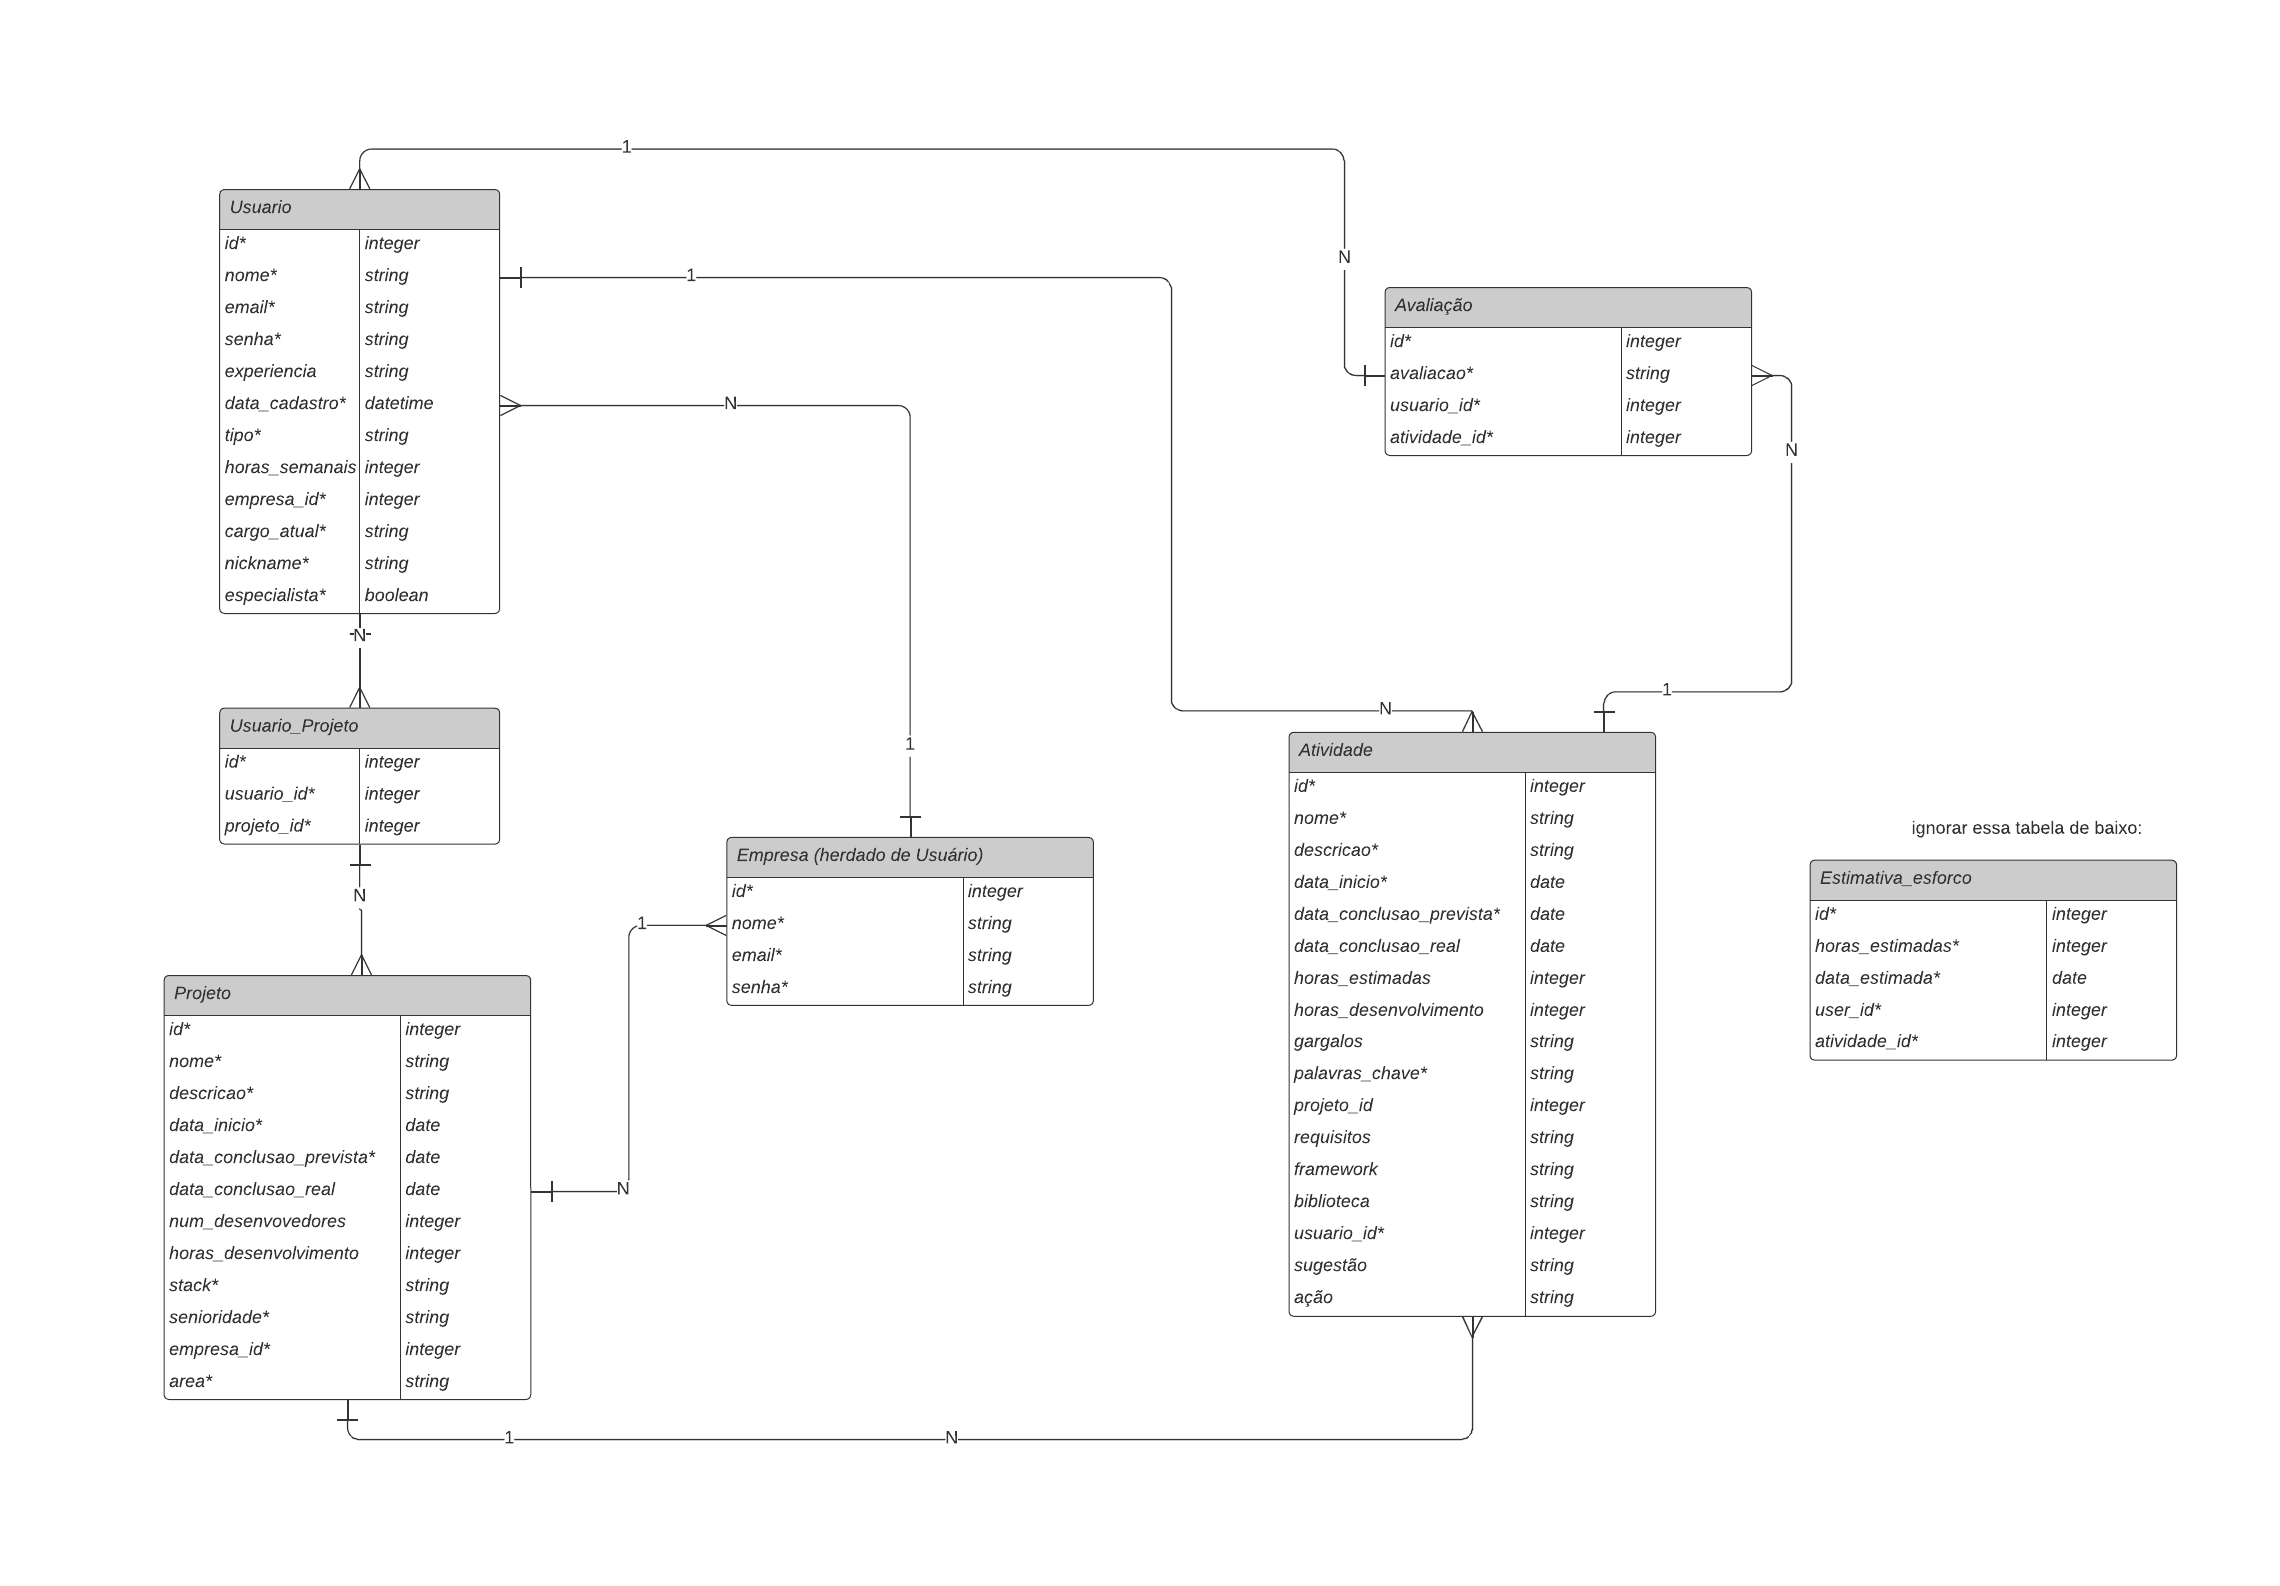 1
Usuario
id* integer
nome* string
email* string
senha* string
experiencia string
data_cadastro* datetime
tipo* string
horas_semanais integer
empresa_id* integer
cargo_atual* string
nickname* string
especialista* boolean
1
N
N
Avaliação
id* integer
avaliacao* string
usuario_id* integer
atividade_id* integer
N
N
Usuario_Projeto
id* integer
usuario_id* integer
projeto_id* integer
N
1
N
1
Atividade
id* integer
nome* string
descricao* string
data_inicio* date
data_conclusao_prevista* date
data_conclusao_real date
horas_estimadas integer
horas_desenvolvimento integer
gargalos string
palavras_chave* string
projeto_id integer
requisitos string
framework string
biblioteca string
usuario_id* integer
sugestão string
ação string
ignorar essa tabela de baixo:
Estimativa_esforco
id* integer
horas_estimadas* integer
data_estimada* date
user_id* integer
atividade_id* integer
Empresa (herdado de Usuário)
id* integer
nome* string
email* string
senha* string
1
N
Projeto
id* integer
nome* string
descricao* string
data_inicio* date
data_conclusao_prevista* date
data_conclusao_real date
num_desenvovedores integer
horas_desenvolvimento integer
stack* string
senioridade* string
empresa_id* integer
area* string
1
N